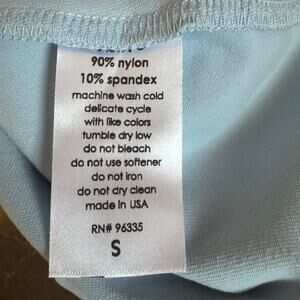 90% nylon
10% spandex
machine wash cold
delicate cycle
with like colors
tumble dry low
do not bleach
do not use softener
do not iron
do not dry clean
made in USA
RN# 96335
S